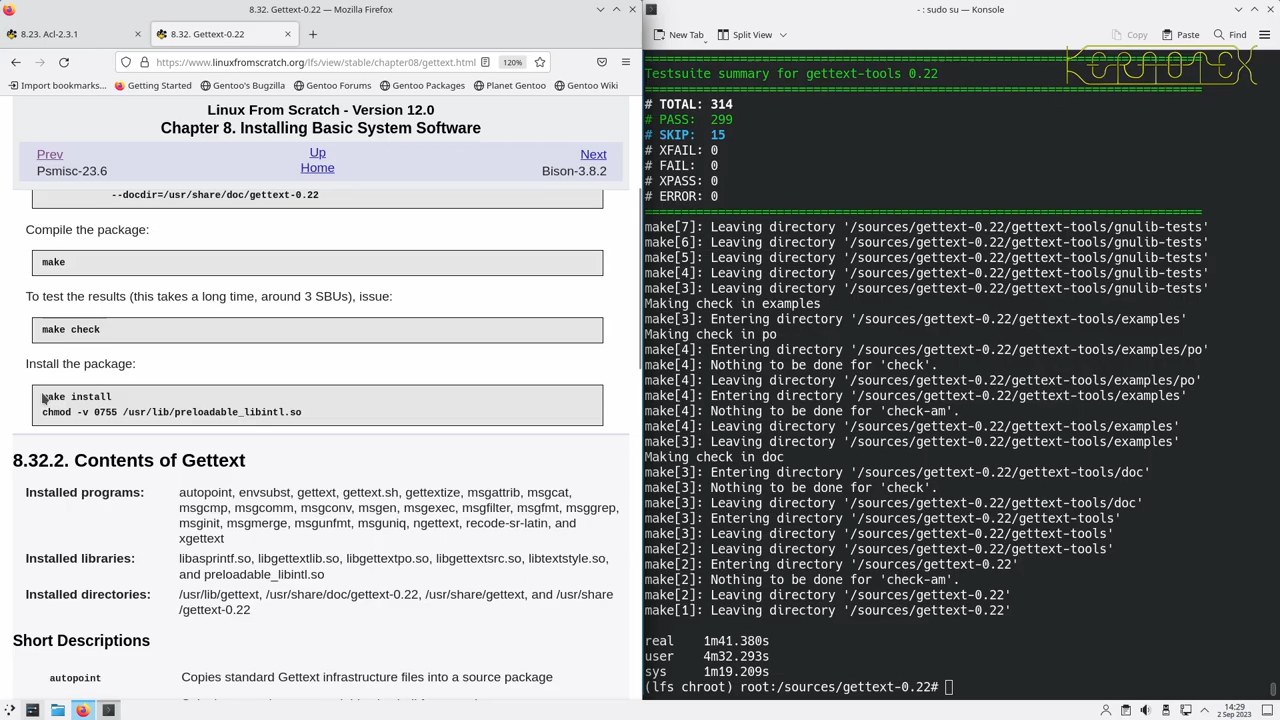 8.32. Gettext-0.22 — Mozilla Firefox
8.23. Acl-2.3.1
8.32. Gettext-0.22
https://www.linuxfromscratch.org/lfs/view/stable/chapter08/gettext.html
120%
Import bookmarks...
Getting Started
Gentoo's Bugzilla
Gentoo Forums
Gentoo Packages
Planet Gentoo
Gentoo Wiki
Linux From Scratch - Version 12.0
Chapter 8. Installing Basic System Software
Prev
Psmisc-23.6
Up
Home
Next
Bison-3.8.2
--docdir=/usr/share/doc/gettext-0.22
Compile the package:
make
To test the results (this takes a long time, around 3 SBUs), issue:
make check
Install the package:
make install
chmod -v 0755 /usr/lib/preloadable_libintl.so
8.32.2. Contents of Gettext
Installed programs: autopoint, envsubst, gettext, gettext.sh, gettextize, msgattrib, msgcat,
msgcmp, msgcomm, msgconv, msgen, msgexec, msgfilter, msgfmt, msggrep,
msginit, msgmerge, msgunfmt, msguniq, ngettext, recode-sr-latin, and
xgettext
Installed libraries: libasprintf.so, libgettextlib.so, libgettextpo.so, libgettextsrc.so, libtextstyle.so,
and preloadable_libintl.so
Installed directories: /usr/lib/gettext, /usr/share/doc/gettext-0.22, /usr/share/gettext, and /usr/share
/gettext-0.22
Short Descriptions
autopoint Copies standard Gettext infrastructure files into a source package
- : sudo su — Konsole
New Tab
Split View
Copy
Paste
Find
============================================================================
Testsuite summary for gettext-tools 0.22
============================================================================
# TOTAL: 314
# PASS:  299
# SKIP:  15
# XFAIL: 0
# FAIL:  0
# XPASS: 0
# ERROR: 0
============================================================================
make[7]: Leaving directory '/sources/gettext-0.22/gettext-tools/gnulib-tests'
make[6]: Leaving directory '/sources/gettext-0.22/gettext-tools/gnulib-tests'
make[5]: Leaving directory '/sources/gettext-0.22/gettext-tools/gnulib-tests'
make[4]: Leaving directory '/sources/gettext-0.22/gettext-tools/gnulib-tests'
make[3]: Leaving directory '/sources/gettext-0.22/gettext-tools/gnulib-tests'
Making check in examples
make[3]: Entering directory '/sources/gettext-0.22/gettext-tools/examples'
Making check in po
make[4]: Entering directory '/sources/gettext-0.22/gettext-tools/examples/po'
make[4]: Nothing to be done for 'check'.
make[4]: Leaving directory '/sources/gettext-0.22/gettext-tools/examples/po'
make[4]: Entering directory '/sources/gettext-0.22/gettext-tools/examples'
make[4]: Nothing to be done for 'check-am'.
make[4]: Leaving directory '/sources/gettext-0.22/gettext-tools/examples'
make[3]: Leaving directory '/sources/gettext-0.22/gettext-tools/examples'
Making check in doc
make[3]: Entering directory '/sources/gettext-0.22/gettext-tools/doc'
make[3]: Nothing to be done for 'check'.
make[3]: Leaving directory '/sources/gettext-0.22/gettext-tools/doc'
make[3]: Entering directory '/sources/gettext-0.22/gettext-tools'
make[3]: Leaving directory '/sources/gettext-0.22/gettext-tools'
make[2]: Leaving directory '/sources/gettext-0.22/gettext-tools'
make[2]: Entering directory '/sources/gettext-0.22'
make[2]: Nothing to be done for 'check-am'.
make[2]: Leaving directory '/sources/gettext-0.22'
make[1]: Leaving directory '/sources/gettext-0.22'
real    1m41.380s
user    4m32.293s
sys     1m19.209s
(lfs chroot) root:/sources/gettext-0.22#
14:29
2 Sep 2023